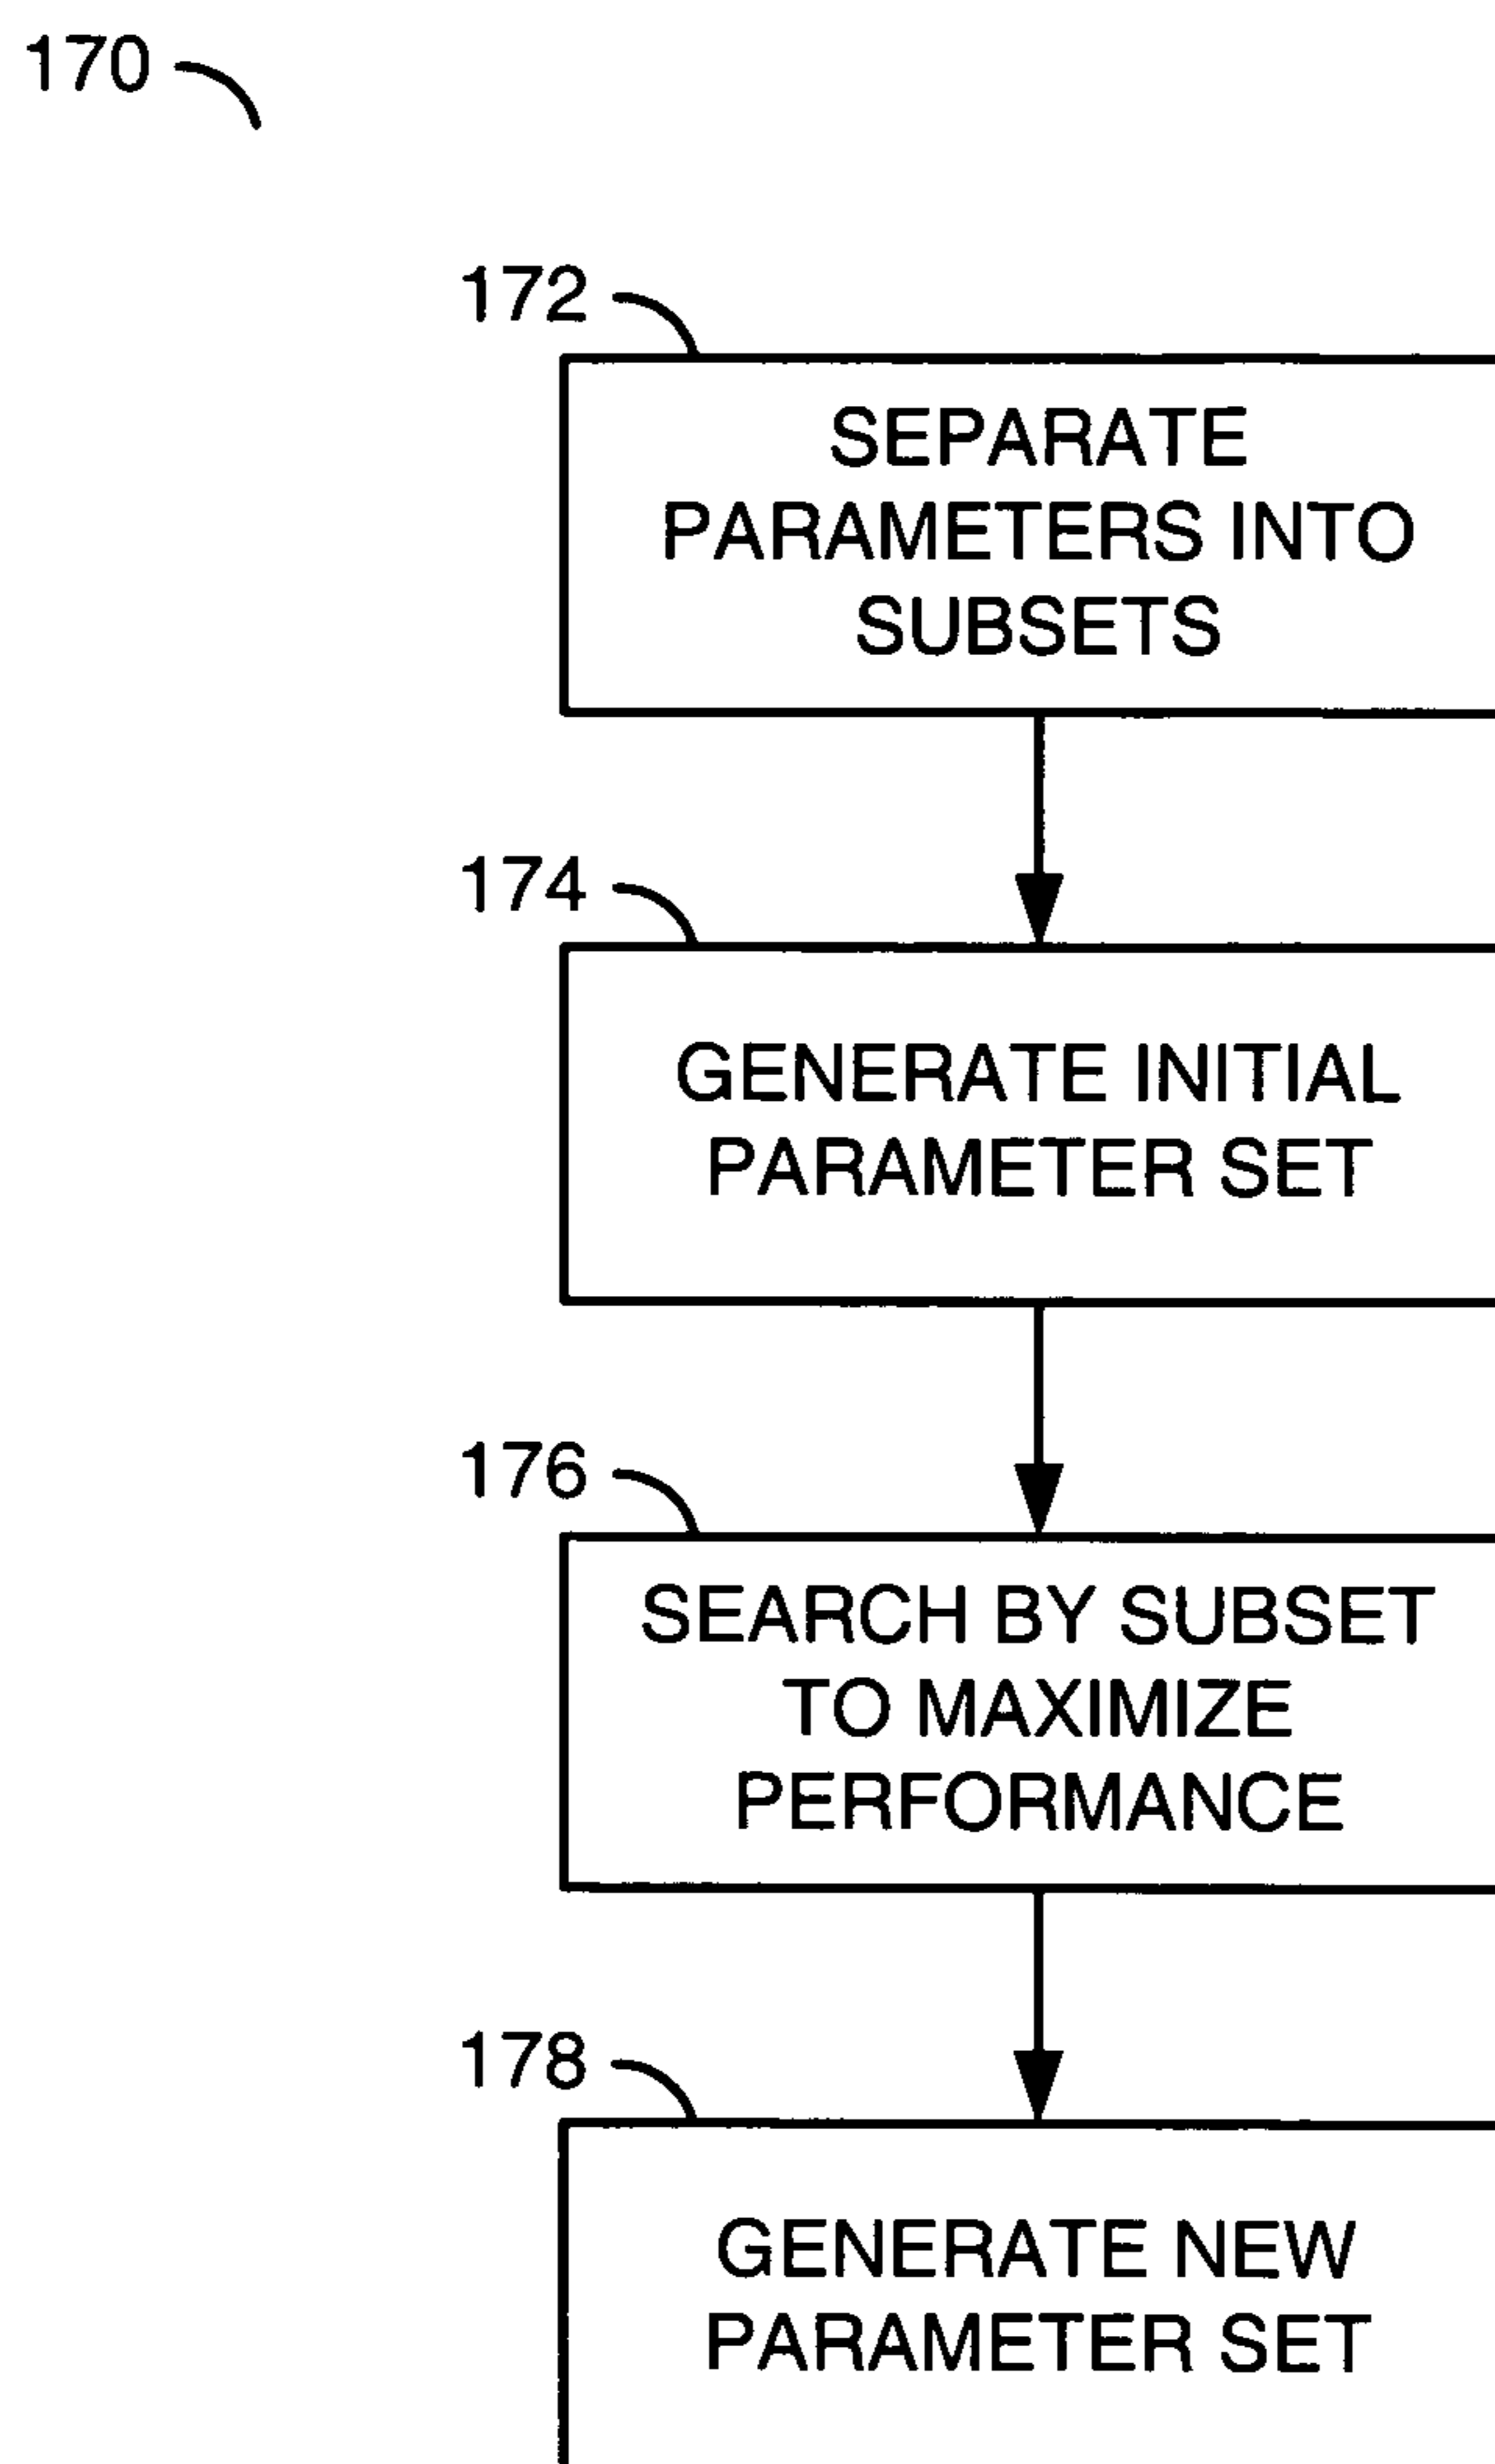 170
172
SEPARATE
PARAMETERS INTO
SUBSETS
174
GENERATE INITIAL
PARAMETER SET
176
SEARCH BY SUBSET
TO MAXIMIZE
PERFORMANCE
178
GENERATE NEW
PARAMETER SET